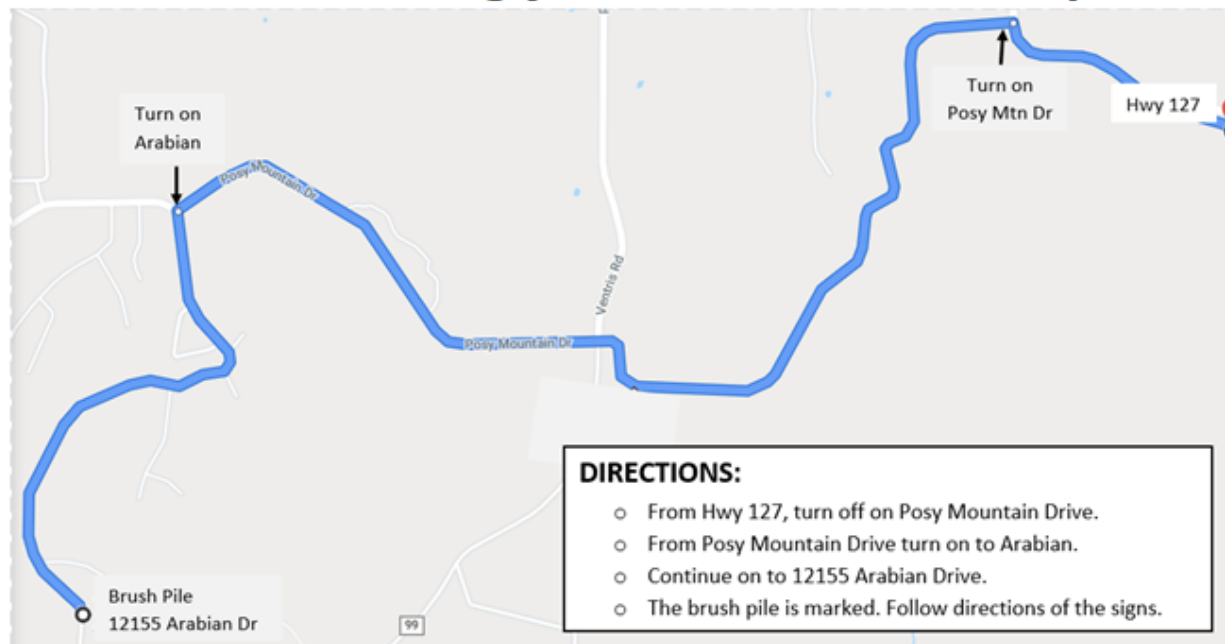 Turn on
Posy Mtn Dr
Hwy 127
Turn on
Arabian
Posy Mountain Dr
Ventris Rd
Posy Mountain Dr
DIRECTIONS:
○ From Hwy 127, turn off on Posy Mountain Drive.
○ From Posy Mountain Drive turn on to Arabian.
○ Continue on to 12155 Arabian Drive.
○ The brush pile is marked. Follow directions of the signs.
Brush Pile
12155 Arabian Dr
99